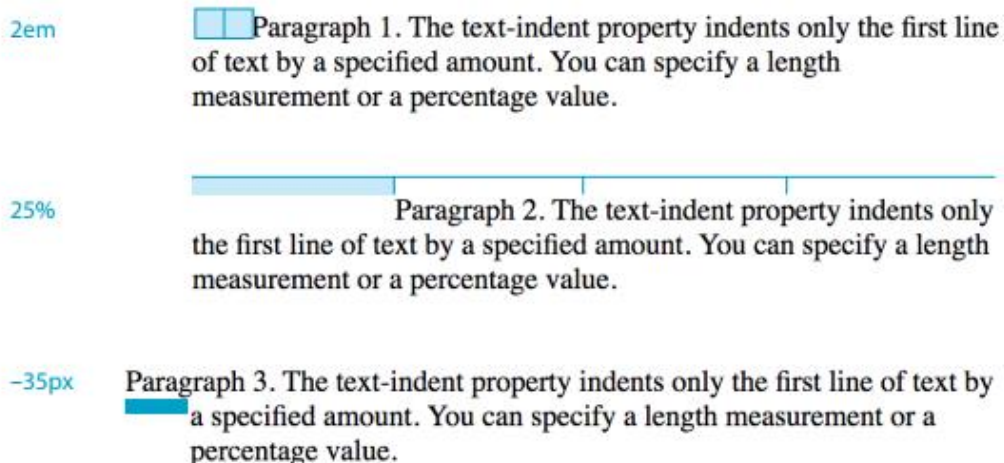 2em
Paragraph 1. The text-indent property indents only the first line
of text by a specified amount. You can specify a length
measurement or a percentage value.
25%
Paragraph 2. The text-indent property indents only
the first line of text by a specified amount. You can specify a length
measurement or a percentage value.
–35px
Paragraph 3. The text-indent property indents only the first line of text by
a specified amount. You can specify a length measurement or a
percentage value.